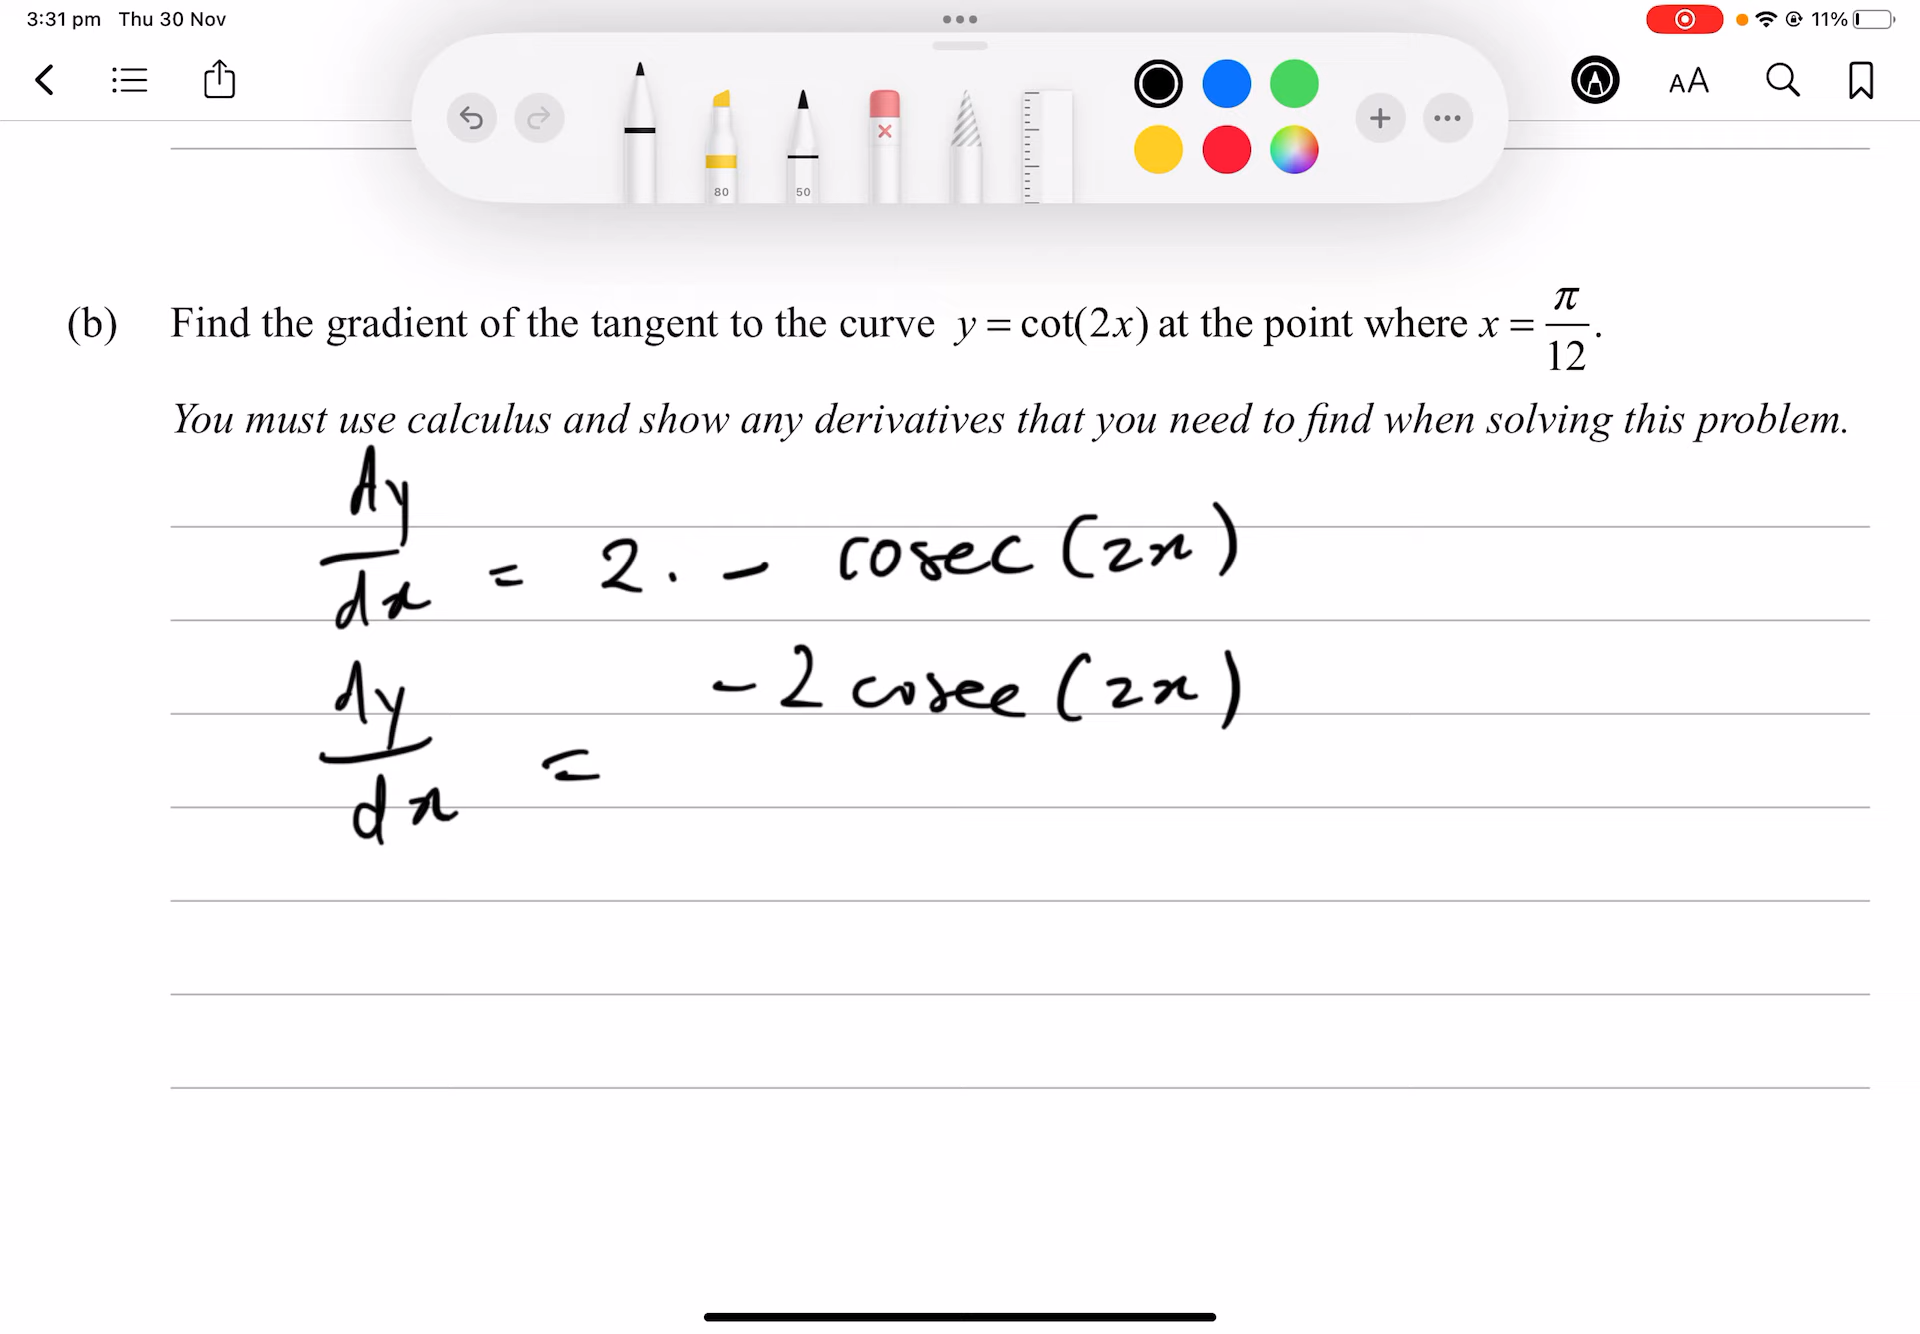 3:31 pm Thu 30 Nov
11%
AA
80 50
(b) Find the gradient of the tangent to the curve y = cot(2x) at the point where x = π/12.
You must use calculus and show any derivatives that you need to find when solving this problem.
dy/dx = 2. - cosec (2x)
dy/dx = -2 cosec (2x)